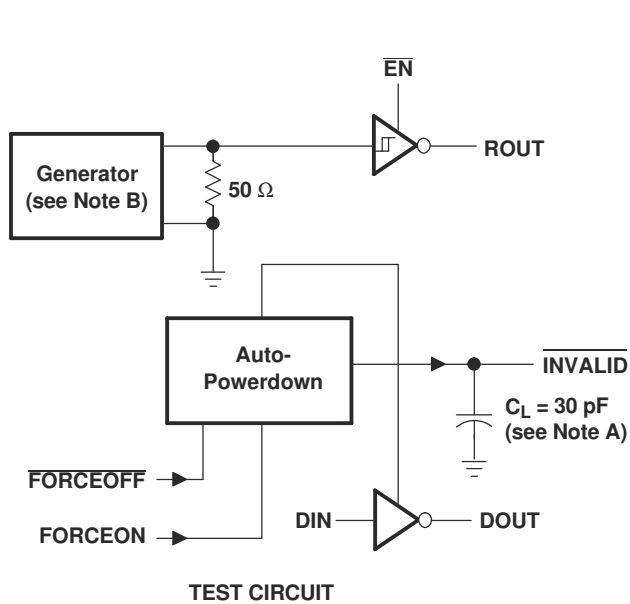 EN
Generator
(see Note B)
50 Ω
ROUT
Auto-
Powerdown
INVALID
CL = 30 pF
(see Note A)
FORCEOFF
FORCEON
DIN
DOUT
TEST CIRCUIT